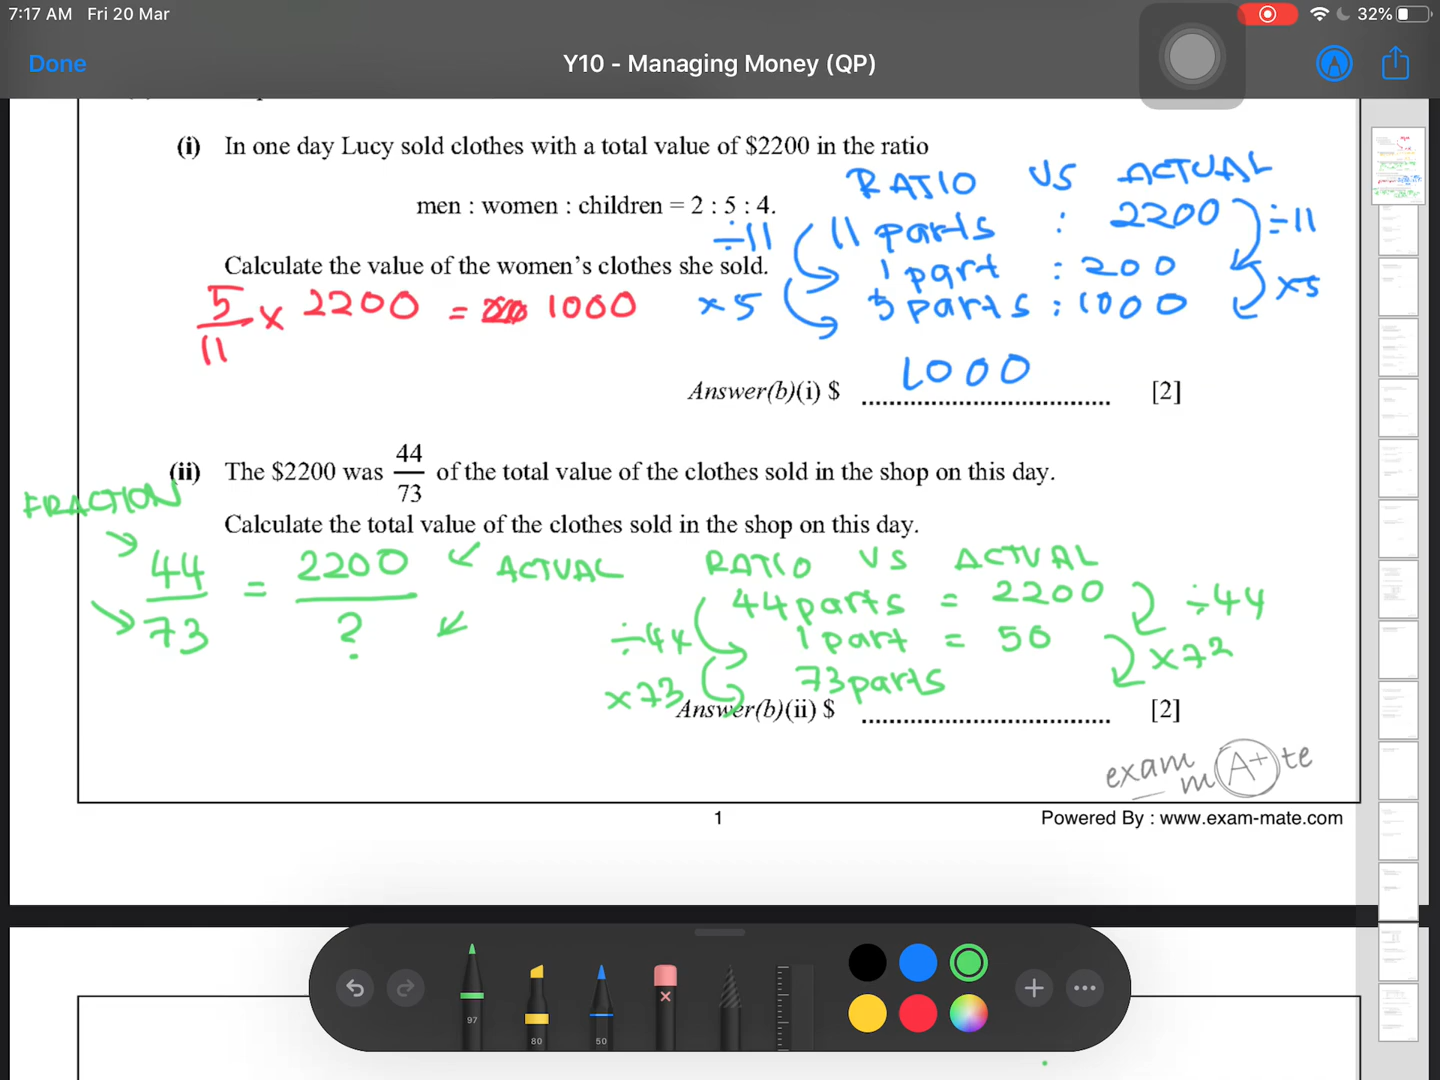 7:17 AM Fri 20 Mar
32%
Done
Y10 - Managing Money (QP)
(i) In one day Lucy sold clothes with a total value of $2200 in the ratio
men : women : children = 2 : 5 : 4.
RATIO VS ACTUAL
÷11 11 parts : 2200 ÷11
Calculate the value of the women's clothes she sold.
1 part : 200
×5 5 parts : 1000 ×5
5/11 × 2200 = 1000
1000
Answer(b)(i) $ .................................... [2]
(ii) The $2200 was 44/73 of the total value of the clothes sold in the shop on this day.
FRACTION
Calculate the total value of the clothes sold in the shop on this day.
44/73 = 2200/? ACTUAL
RATIO VS ACTUAL
44 parts = 2200 ÷44
÷44 1 part = 50 ×72
×73 73 parts
Answer(b)(ii) $ .................................... [2]
exam mA+te
1
Powered By : www.exam-mate.com
97
80
50